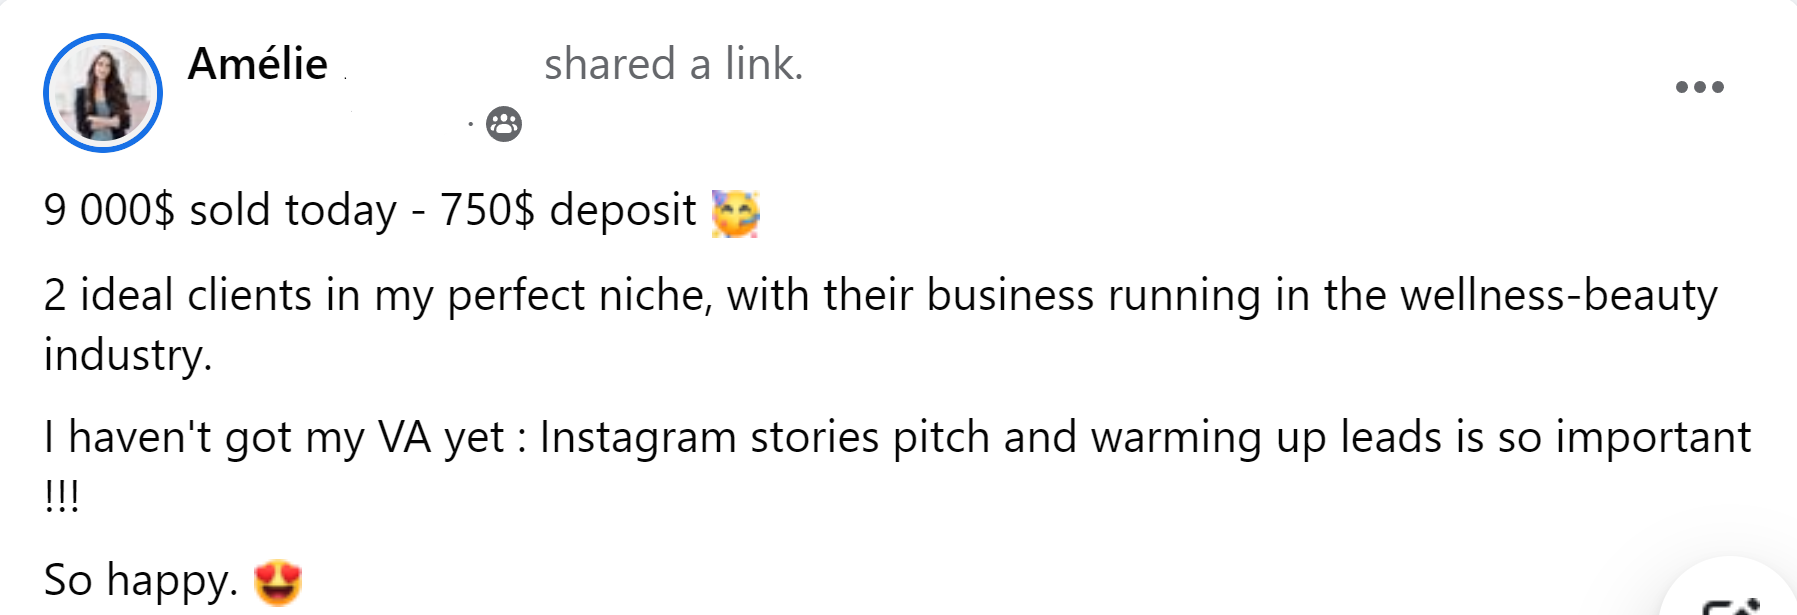 Amélie shared a link.
9 000$ sold today - 750$ deposit 🥳
2 ideal clients in my perfect niche, with their business running in the wellness-beauty
industry.
I haven't got my VA yet : Instagram stories pitch and warming up leads is so important
!!!
So happy. 😍